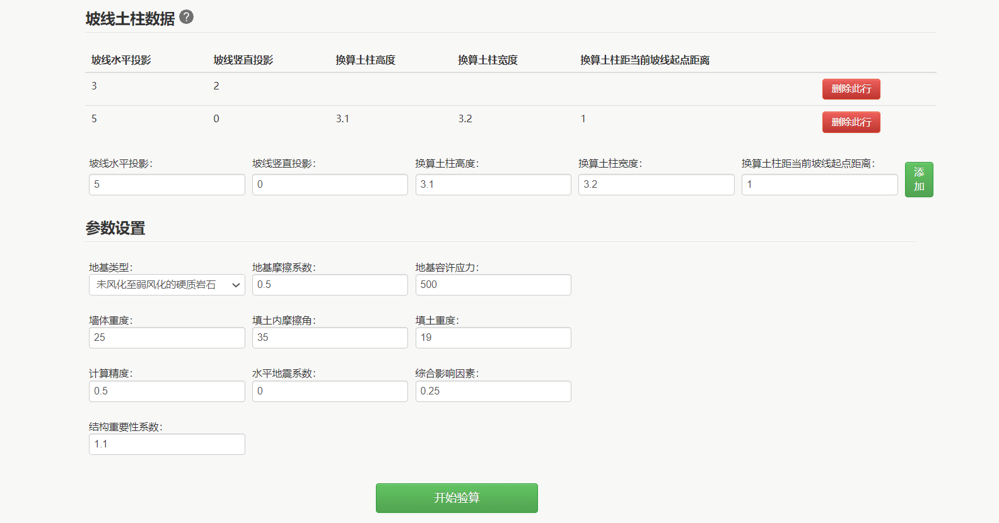 坡线土柱数据 ?
坡线水平投影 坡线竖直投影 换算土柱高度 换算土柱宽度 换算土柱距当前坡线起点距离
3 2 删除此行
5 0 3.1 3.2 1 删除此行
坡线水平投影: 坡线竖直投影: 换算土柱高度: 换算土柱宽度: 换算土柱距当前坡线起点距离:
5 0 3.1 3.2 1 添加
参数设置
地基类型: 地基摩擦系数: 地基容许应力:
未风化至弱风化的硬质岩石 0.5 500
墙体重度: 填土内摩擦角: 填土重度:
25 35 19
计算精度: 水平地震系数: 综合影响因素:
0.5 0 0.25
结构重要性系数:
1.1
开始验算